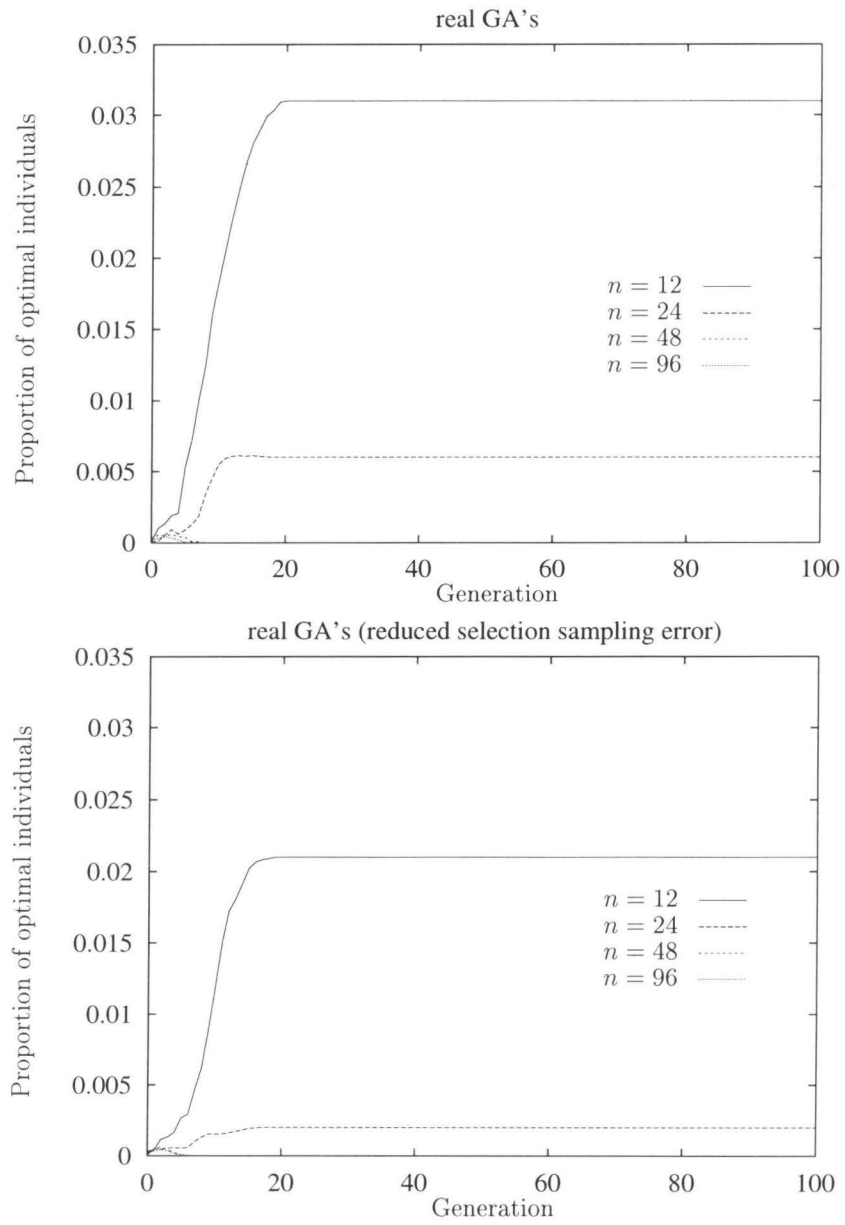 real GA's
0.035
0.03
0.025
0.02
0.015
0.01
0.005
0
Proportion of optimal individuals
n = 12
n = 24
n = 48
n = 96
0 20 40 60 80 100
Generation
real GA's (reduced selection sampling error)
0.035
0.03
0.025
0.02
0.015
0.01
0.005
0
Proportion of optimal individuals
n = 12
n = 24
n = 48
n = 96
0 20 40 60 80 100
Generation